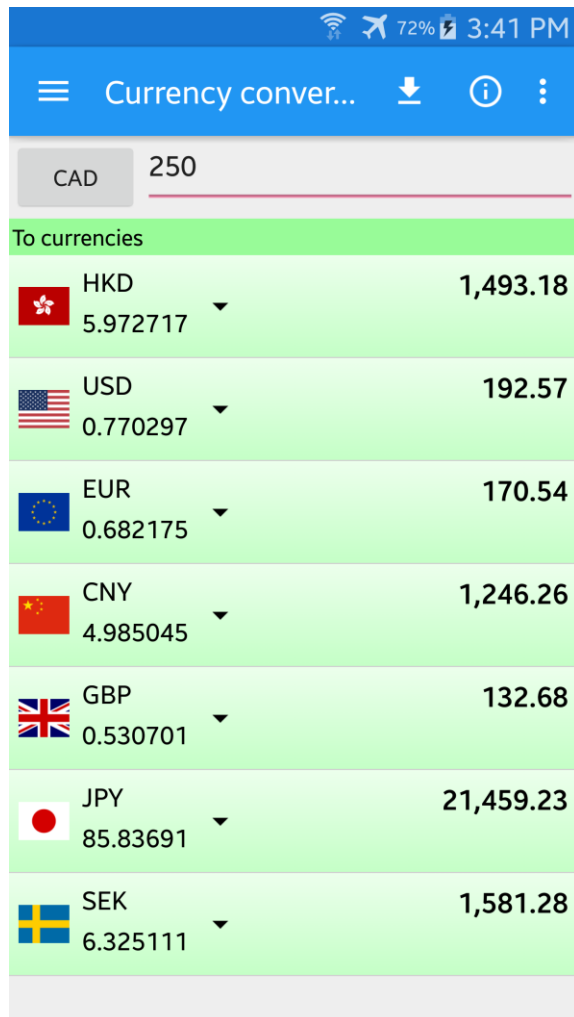 72% 3:41 PM
Currency conver...
CAD 250
To currencies
HKD 1,493.18
5.972717
USD 192.57
0.770297
EUR 170.54
0.682175
CNY 1,246.26
4.985045
GBP 132.68
0.530701
JPY 21,459.23
85.83691
SEK 1,581.28
6.325111